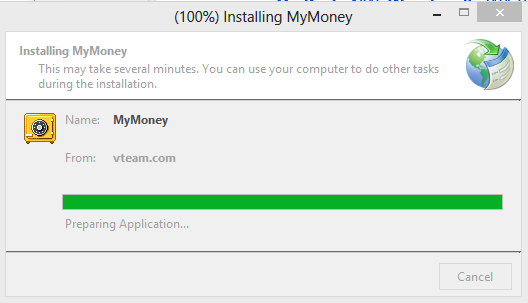 (100%) Installing MyMoney
Installing MyMoney
This may take several minutes. You can use your computer to do other tasks
during the installation.
Name: MyMoney
From: vteam.com
Preparing Application...
Cancel